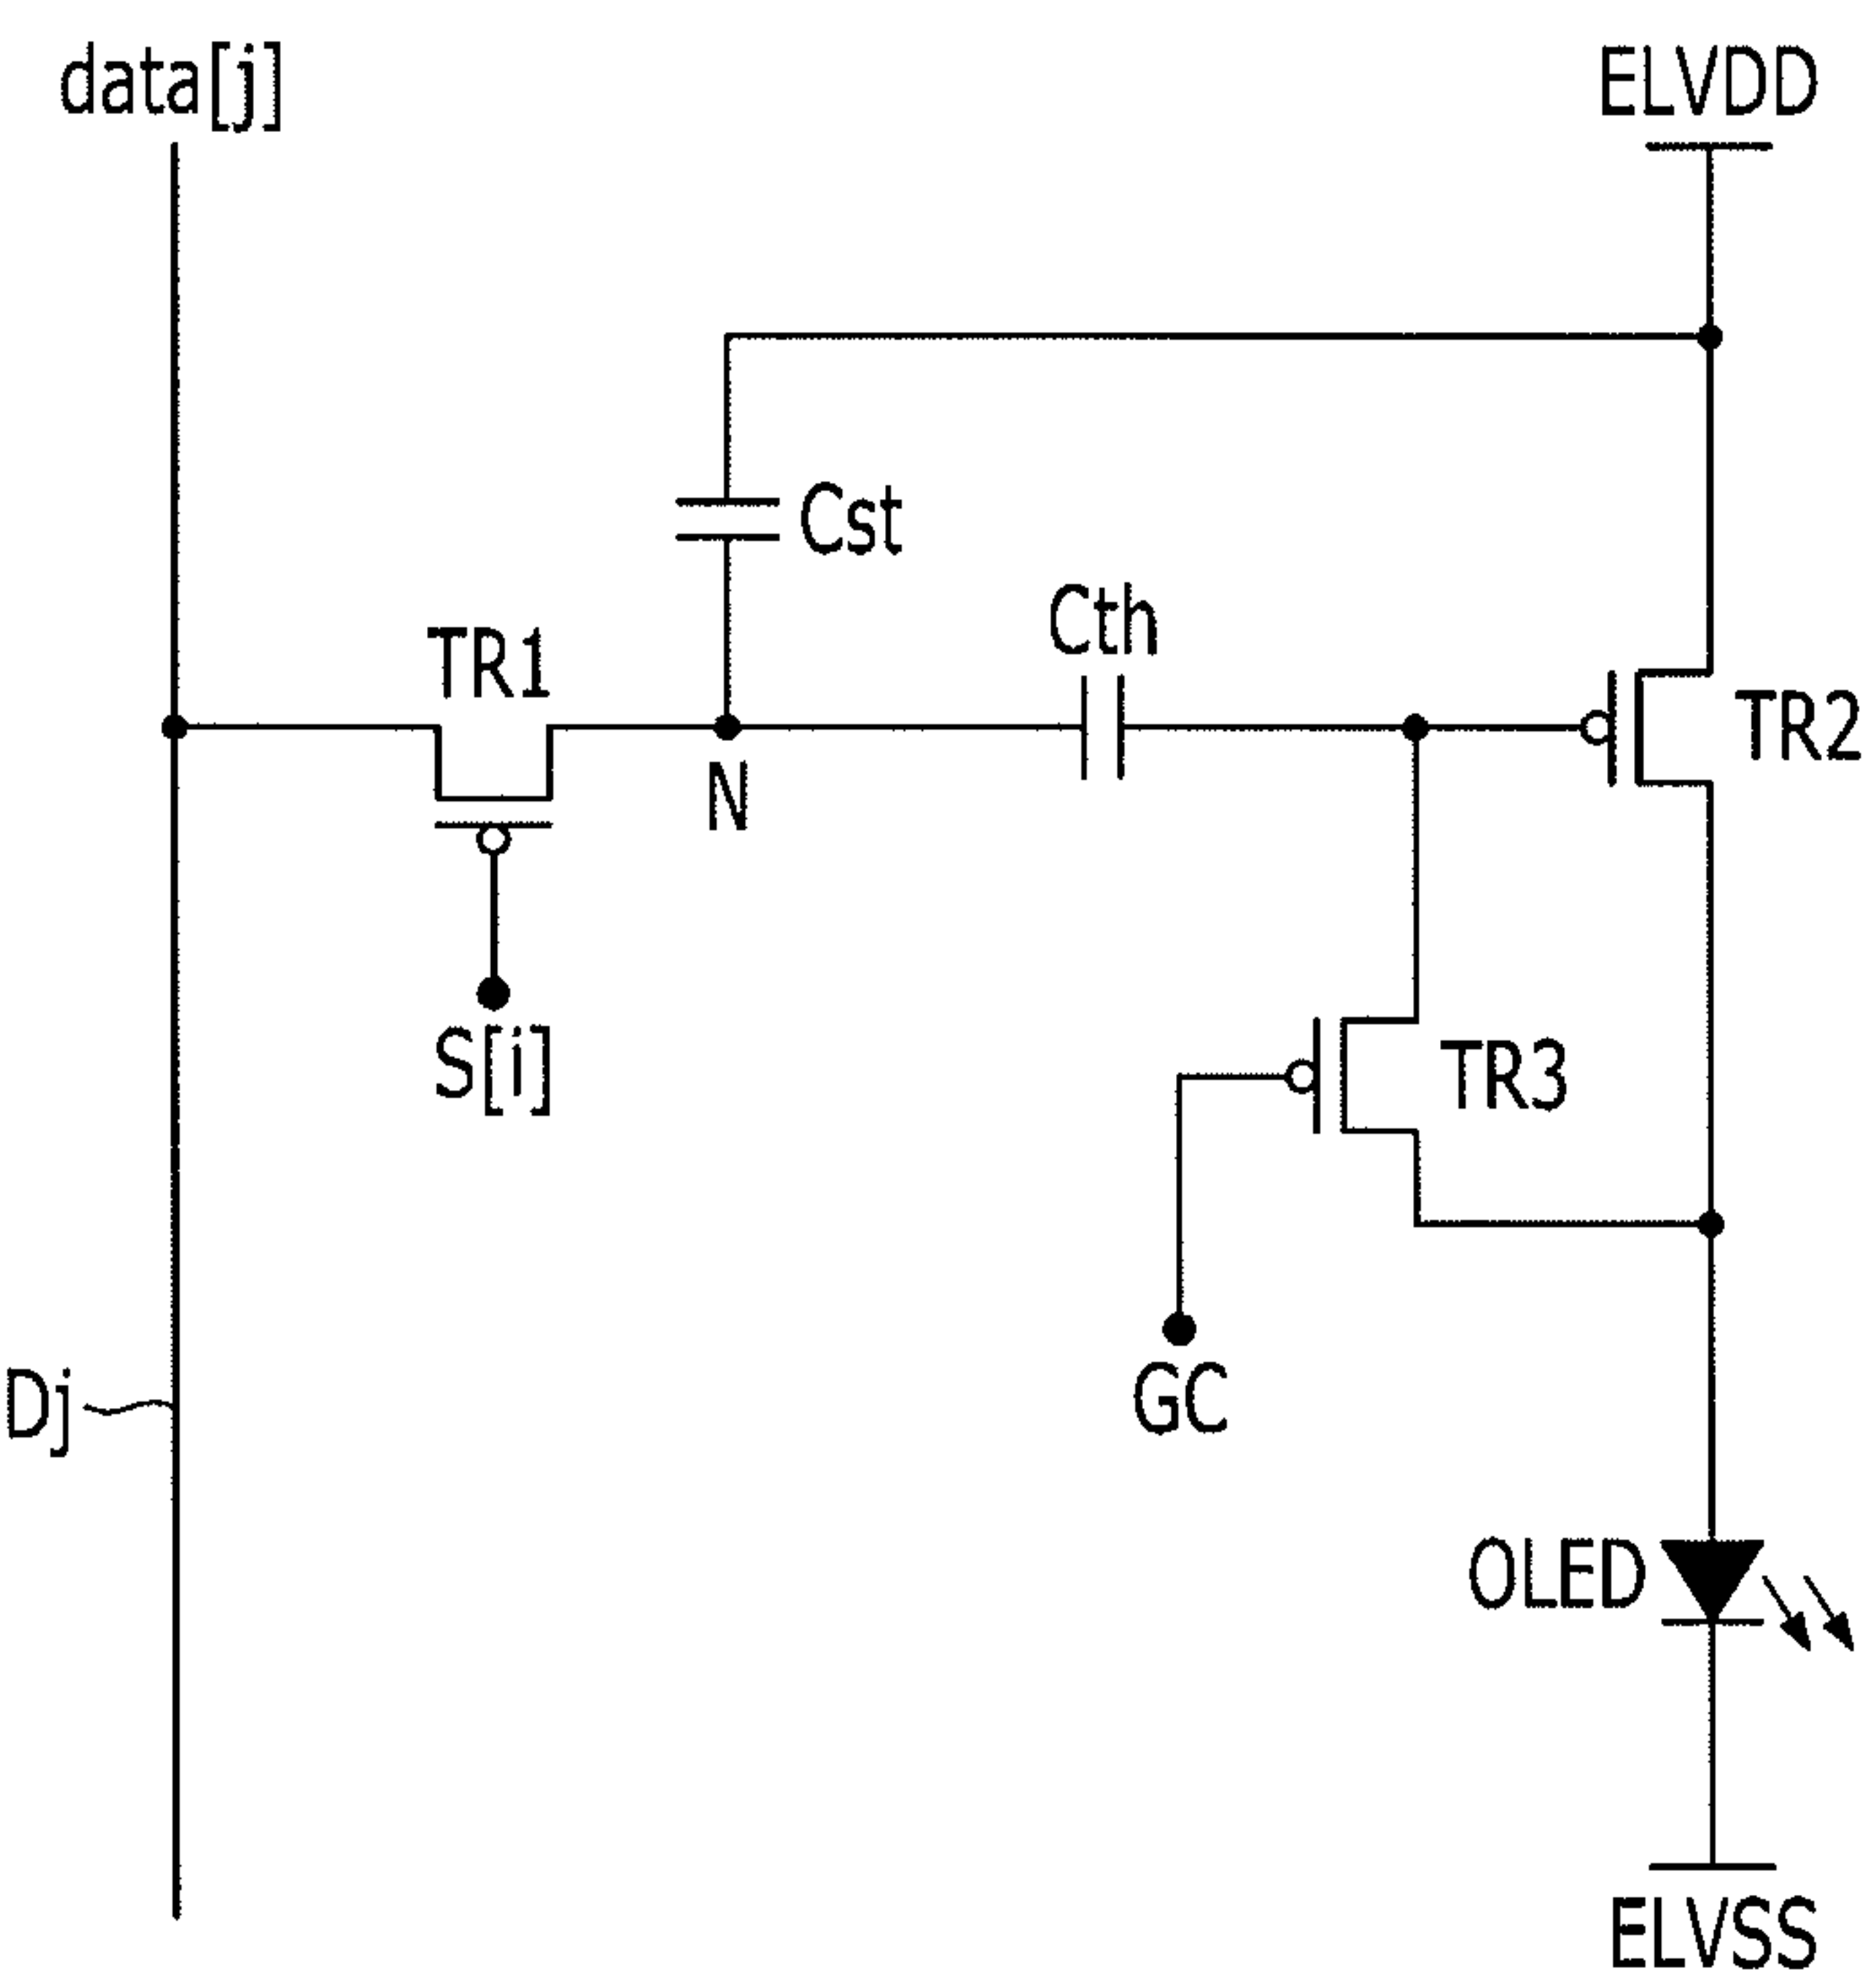 data[j]
ELVDD
Cst
Cth
TR1
TR2
N
S[i]
TR3
Dj
GC
OLED
ELVSS